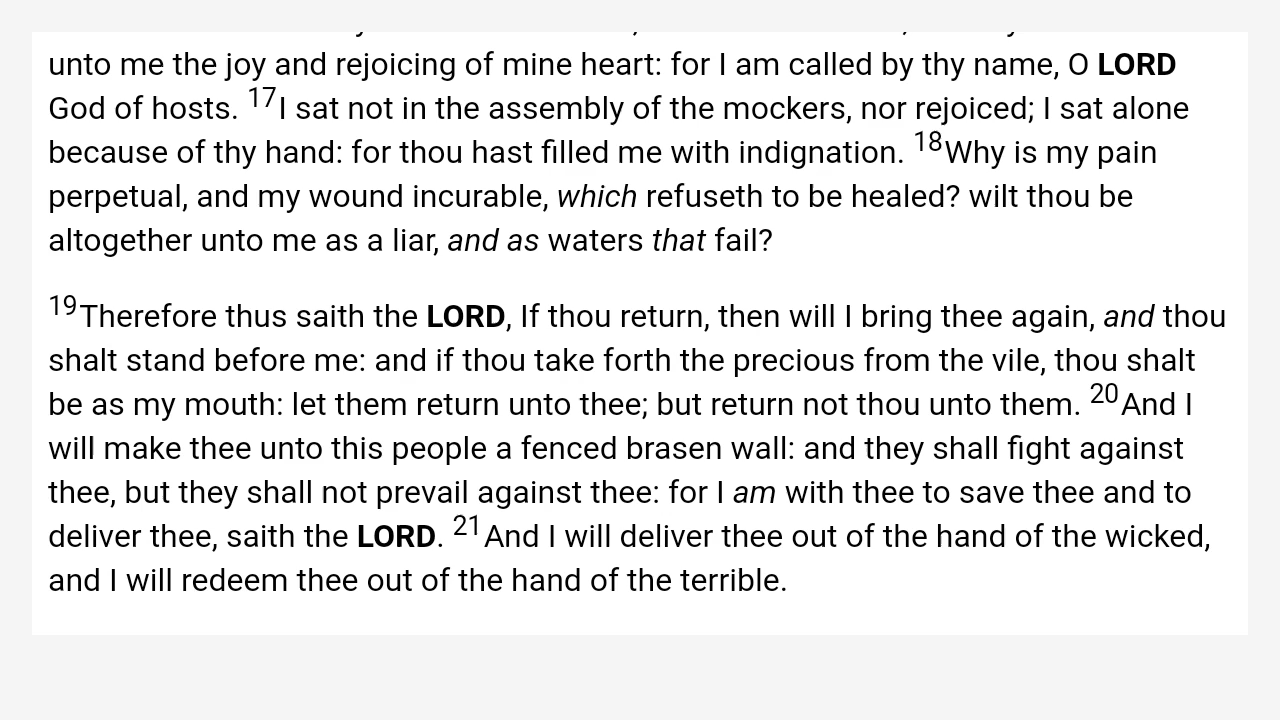 unto me the joy and rejoicing of mine heart: for I am called by thy name, O LORD
God of hosts. 17I sat not in the assembly of the mockers, nor rejoiced; I sat alone
because of thy hand: for thou hast filled me with indignation. 18Why is my pain
perpetual, and my wound incurable, which refuseth to be healed? wilt thou be
altogether unto me as a liar, and as waters that fail?
19Therefore thus saith the LORD, If thou return, then will I bring thee again, and thou
shalt stand before me: and if thou take forth the precious from the vile, thou shalt
be as my mouth: let them return unto thee; but return not thou unto them. 20And I
will make thee unto this people a fenced brasen wall: and they shall fight against
thee, but they shall not prevail against thee: for I am with thee to save thee and to
deliver thee, saith the LORD. 21And I will deliver thee out of the hand of the wicked,
and I will redeem thee out of the hand of the terrible.